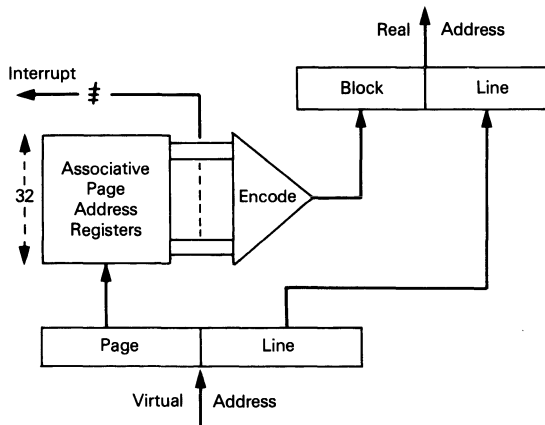 Real Address
Interrupt
Block Line
Associative
Page
Address
Registers
32
Encode
Page Line
Virtual Address